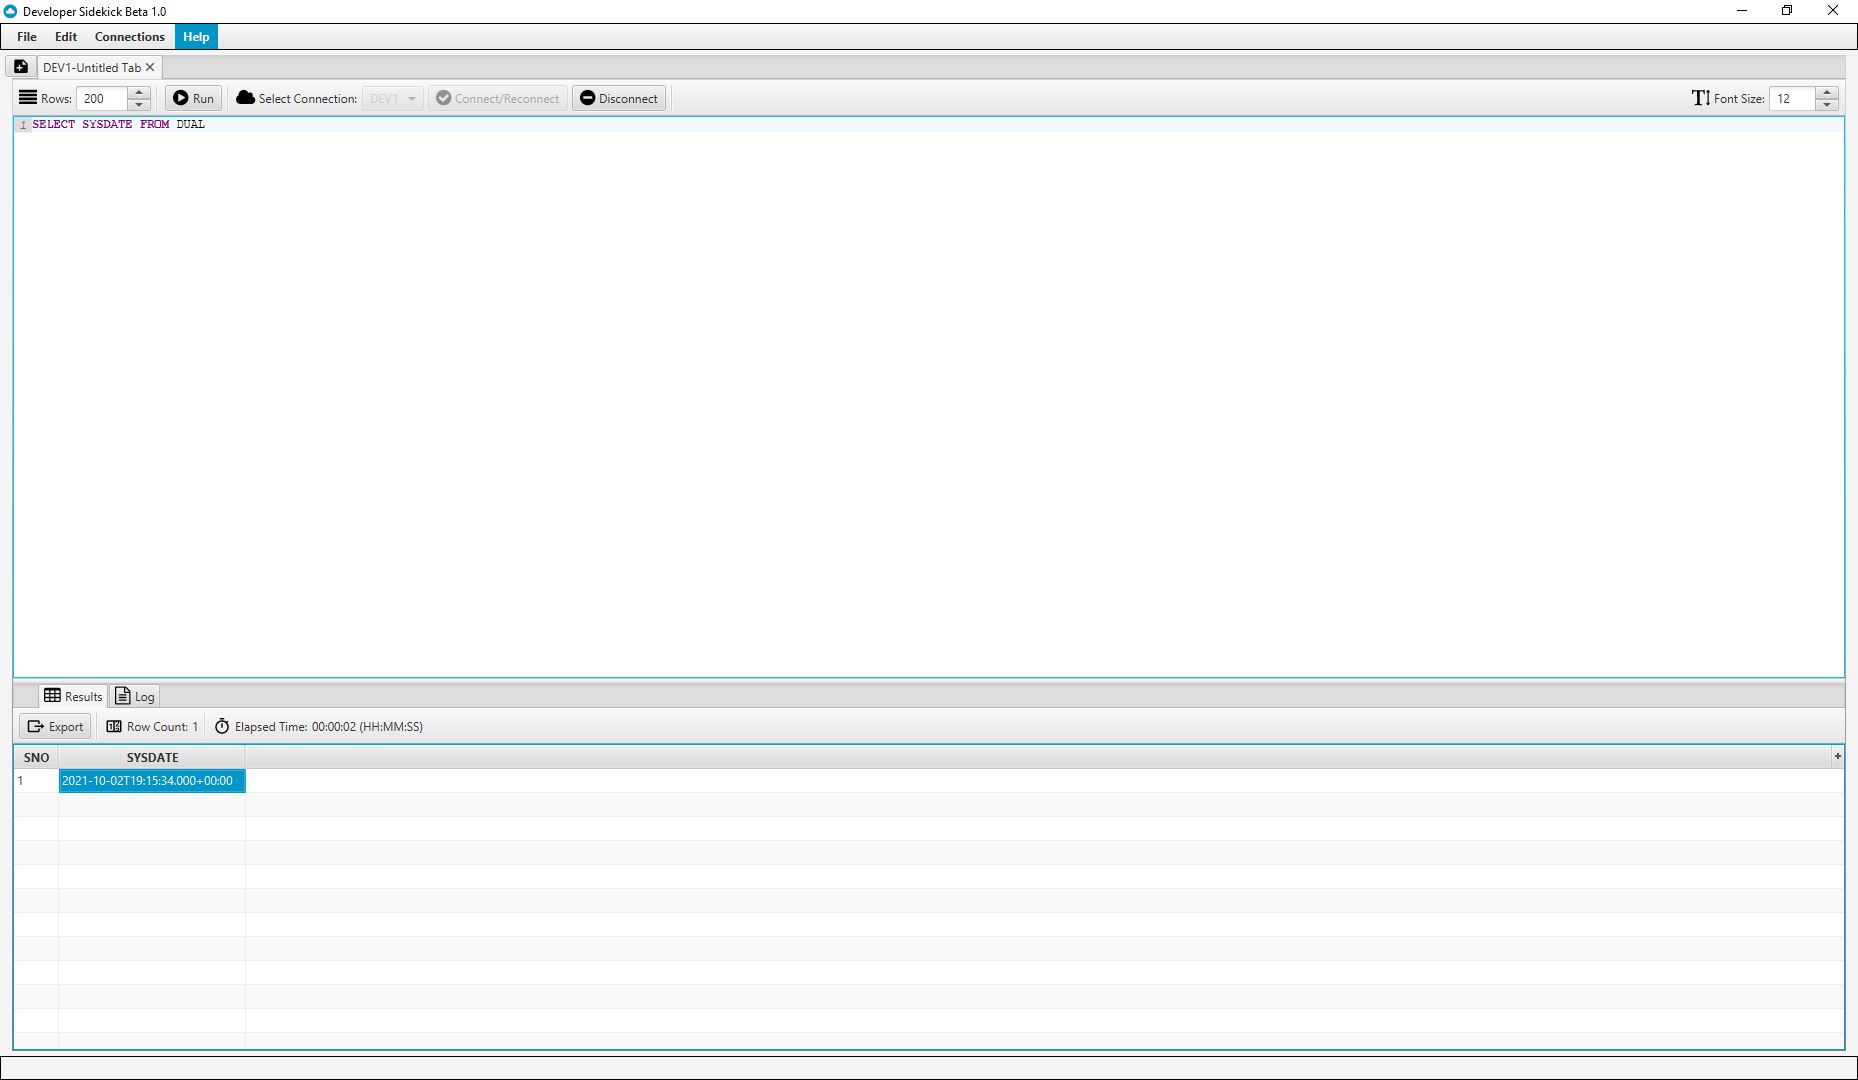 Developer Sidekick Beta 1.0
File Edit Connections Help
DEV1-Untitled Tab
Rows: 200 Run Select Connection: DEV1 Connect/Reconnect Disconnect Font Size: 12
1 SELECT SYSDATE FROM DUAL
Results Log
Export Row Count: 1 Elapsed Time: 00:00:02 (HH:MM:SS)
SNO SYSDATE
1 2021-10-02T19:15:34.000+00:00